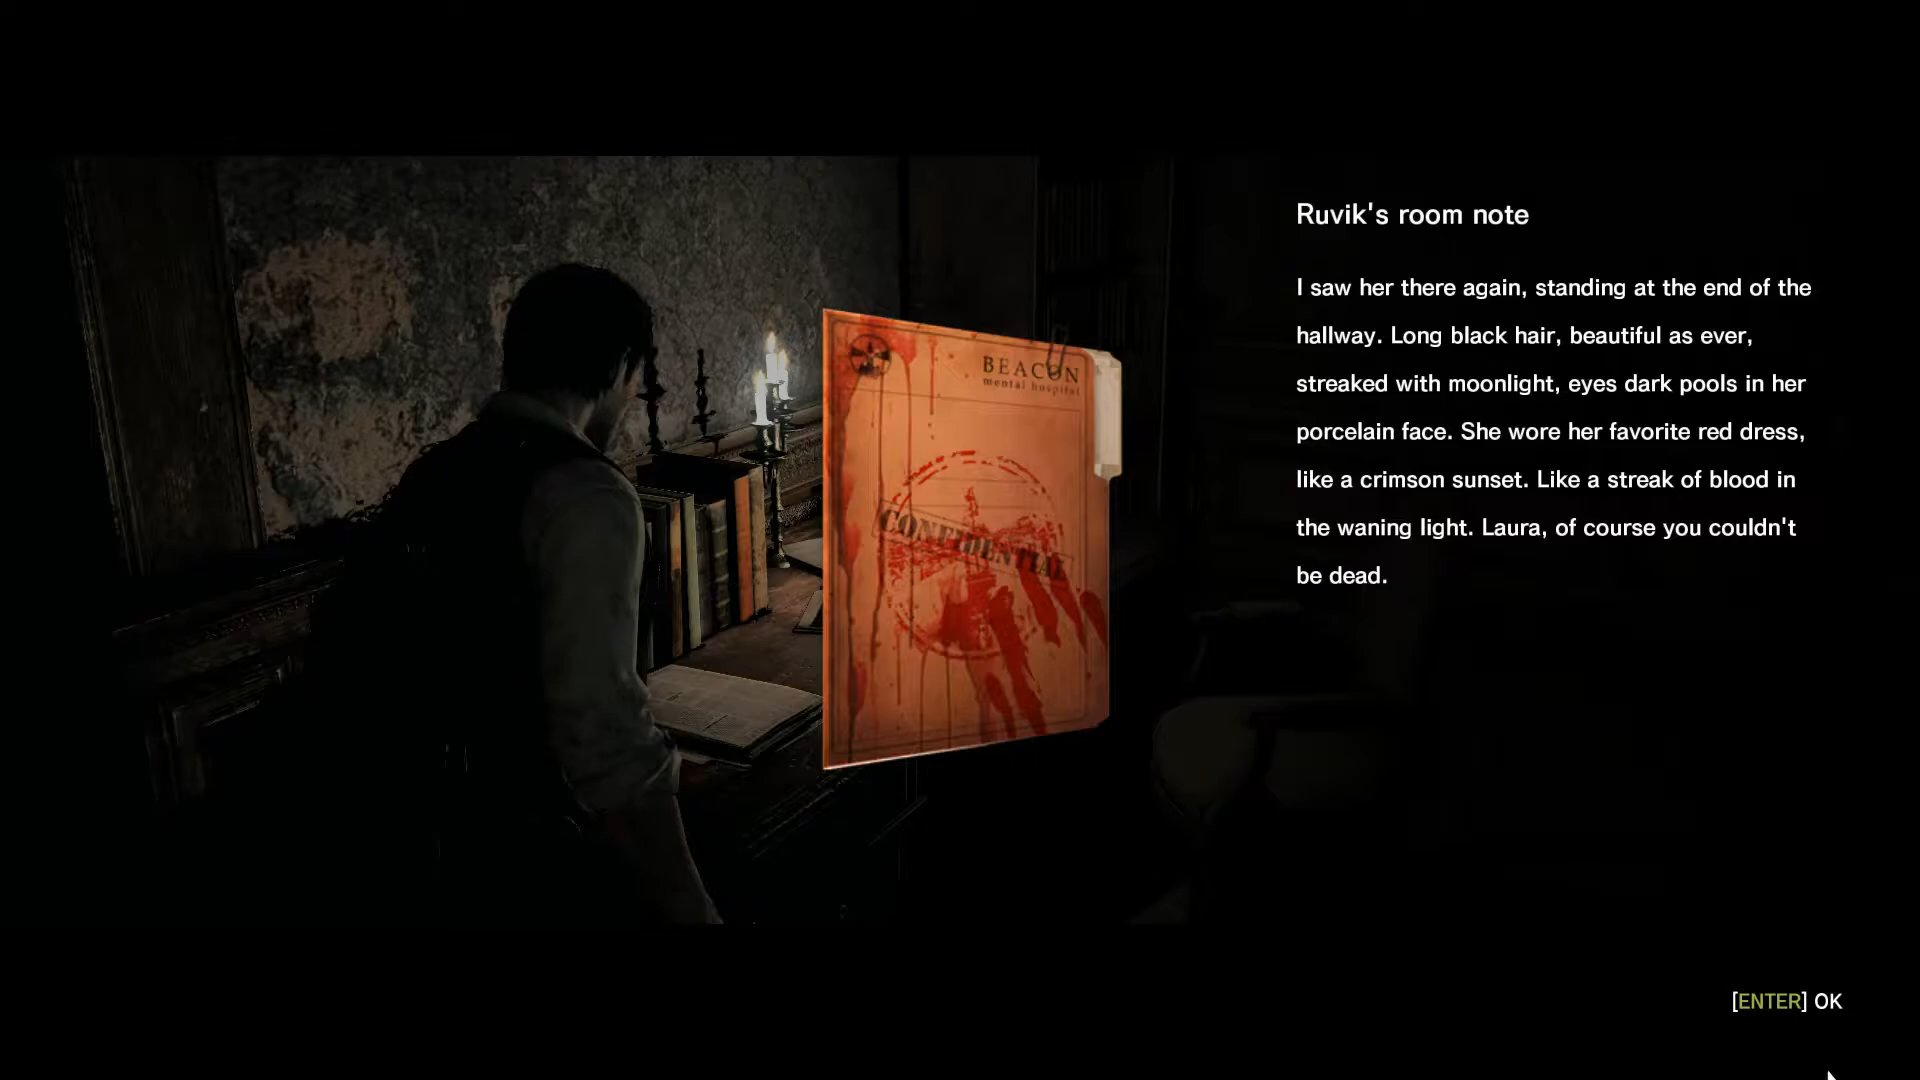 Ruvik's room note
I saw her there again, standing at the end of the
hallway. Long black hair, beautiful as ever,
streaked with moonlight, eyes dark pools in her
porcelain face. She wore her favorite red dress,
like a crimson sunset. Like a streak of blood in
the waning light. Laura, of course you couldn't
be dead.
BEACON
mental hospital
CONFIDENTIAL
[ENTER] OK